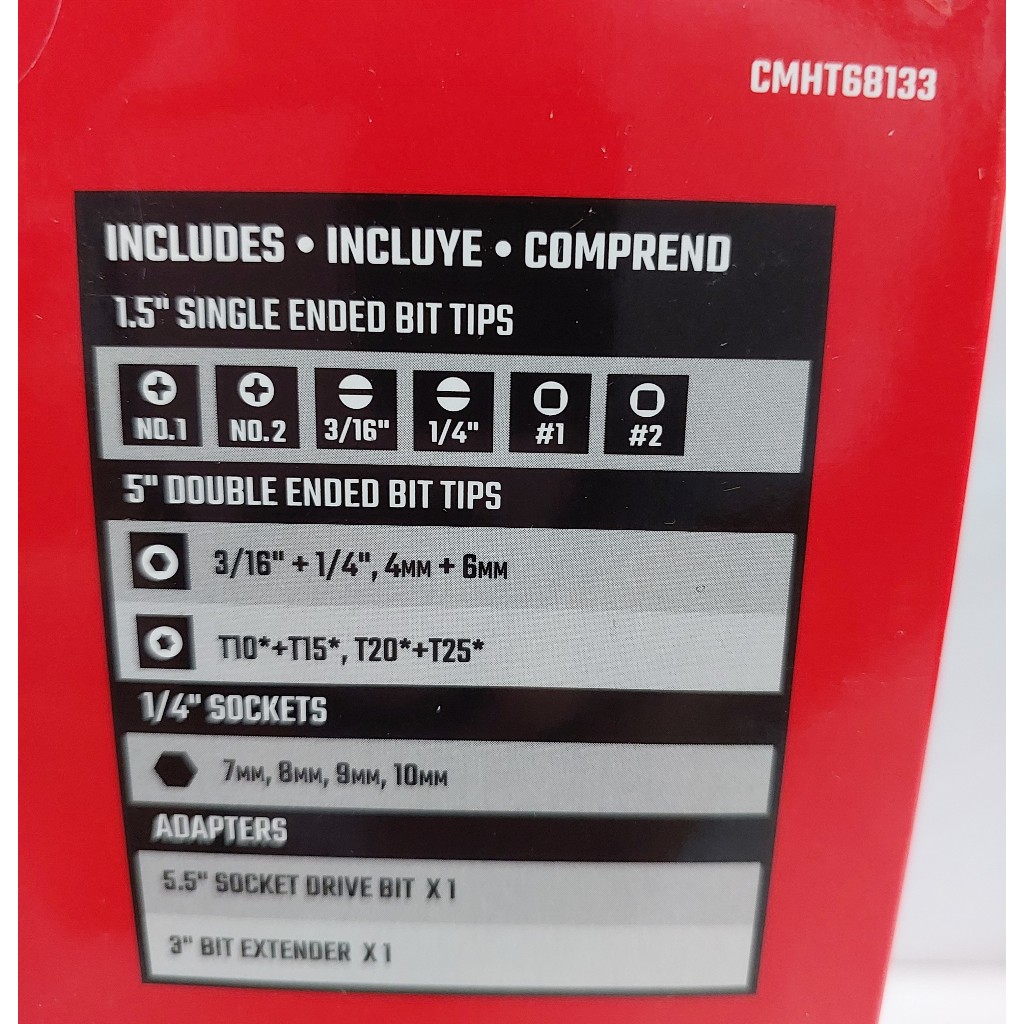 CMHT68133
INCLUDES • INCLUYE • COMPREND
1.5" SINGLE ENDED BIT TIPS
NO.1 NO.2 3/16" 1/4" #1 #2
5" DOUBLE ENDED BIT TIPS
3/16" + 1/4", 4MM + 6MM
T10*+T15*, T20*+T25*
1/4" SOCKETS
7MM, 8MM, 9MM, 10MM
ADAPTERS
5.5" SOCKET DRIVE BIT X 1
3" BIT EXTENDER X 1